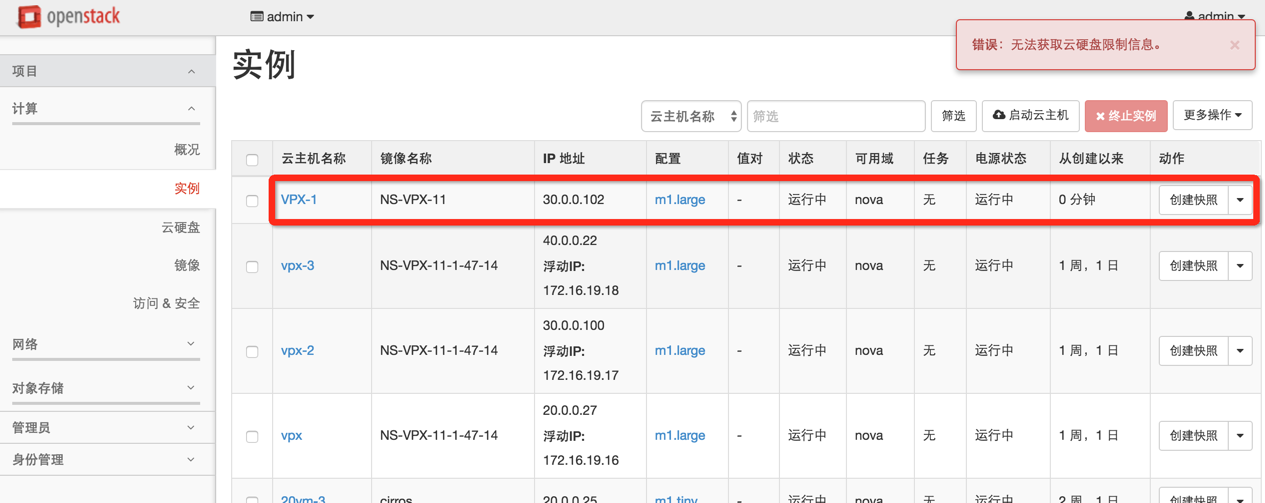 openstack
admin
admin
错误：无法获取云硬盘限制信息。 ×
项目
计算
概况
实例
云硬盘
镜像
访问 & 安全
网络
对象存储
管理员
身份管理
实例
云主机名称 筛选 筛选 启动云主机 终止实例 更多操作
云主机名称 镜像名称 IP 地址 配置 值对 状态 可用域 任务 电源状态 从创建以来 动作
VPX-1 NS-VPX-11 30.0.0.102 m1.large - 运行中 nova 无 运行中 0 分钟 创建快照
40.0.0.22
vpx-3 NS-VPX-11-1-47-14 浮动IP: m1.large - 运行中 nova 无 运行中 1 周，1 日 创建快照
172.16.19.18
30.0.0.100
vpx-2 NS-VPX-11-1-47-14 浮动IP: m1.large - 运行中 nova 无 运行中 1 周，1 日 创建快照
172.16.19.17
20.0.0.27
vpx NS-VPX-11-1-47-14 浮动IP: m1.large - 运行中 nova 无 运行中 1 周，1 日 创建快照
172.16.19.16
20vm-3 cirros 20.0.0.25 m1.tiny - 运行中 nova 无 运行中 2 周，1 日 创建快照